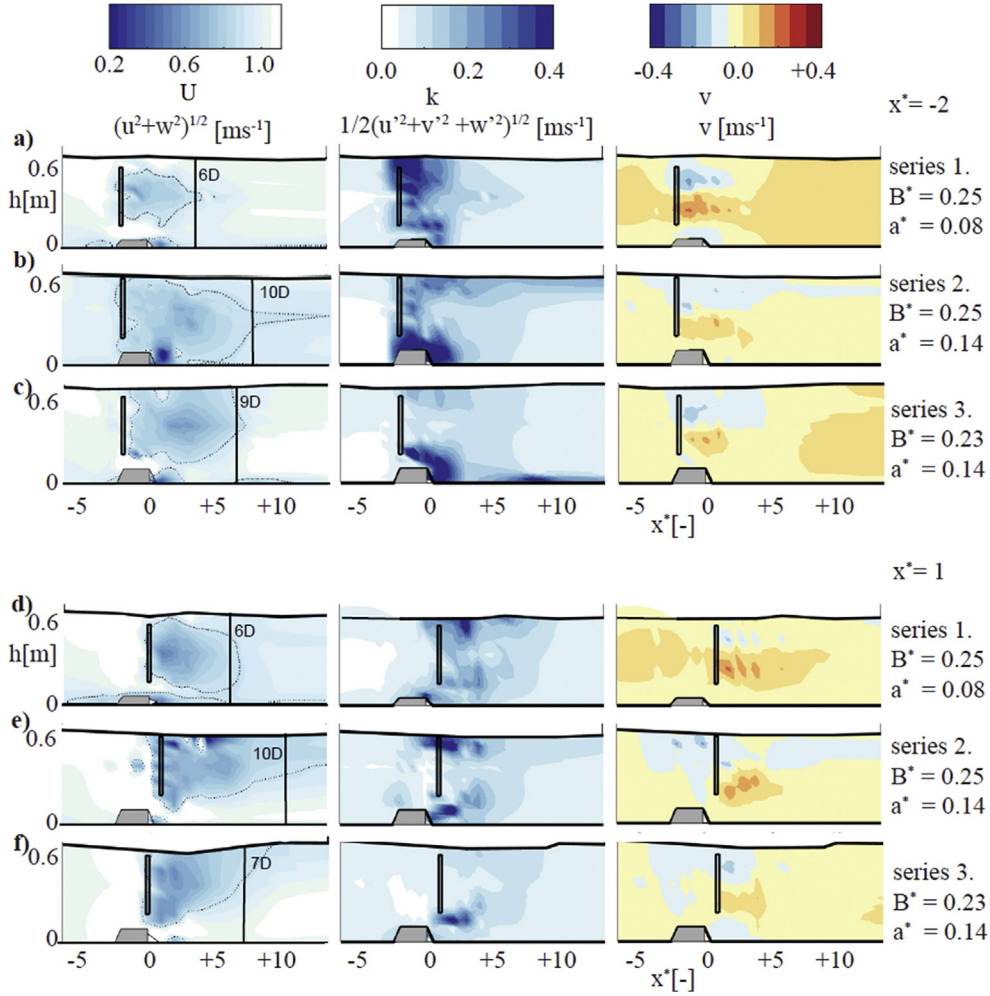 0.2 0.6 1.0 0.0 0.2 0.4 -0.4 0.0 +0.4
U k v
(u²+w²)¹/² [ms⁻¹] 1/2(u'²+v'²+w'²)¹/² [ms⁻¹] v [ms⁻¹] x*= -2
a)
0.6 6D series 1.
h[m] B* = 0.25
0 a* = 0.08
b)
0.6 10D series 2.
B* = 0.25
0 a* = 0.14
c)
0.6 9D series 3.
B* = 0.23
0 a* = 0.14
-5 0 +5 +10 -5 0 +5 +10 -5 0 +5 +10
x*[-]
x*= 1
d)
0.6 6D series 1.
h[m] B* = 0.25
0 a* = 0.08
e)
0.6 10D series 2.
B* = 0.25
0 a* = 0.14
f)
0.6 7D series 3.
B* = 0.23
0 a* = 0.14
-5 0 +5 +10 -5 0 +5 +10 -5 0 +5 +10
x*[-]